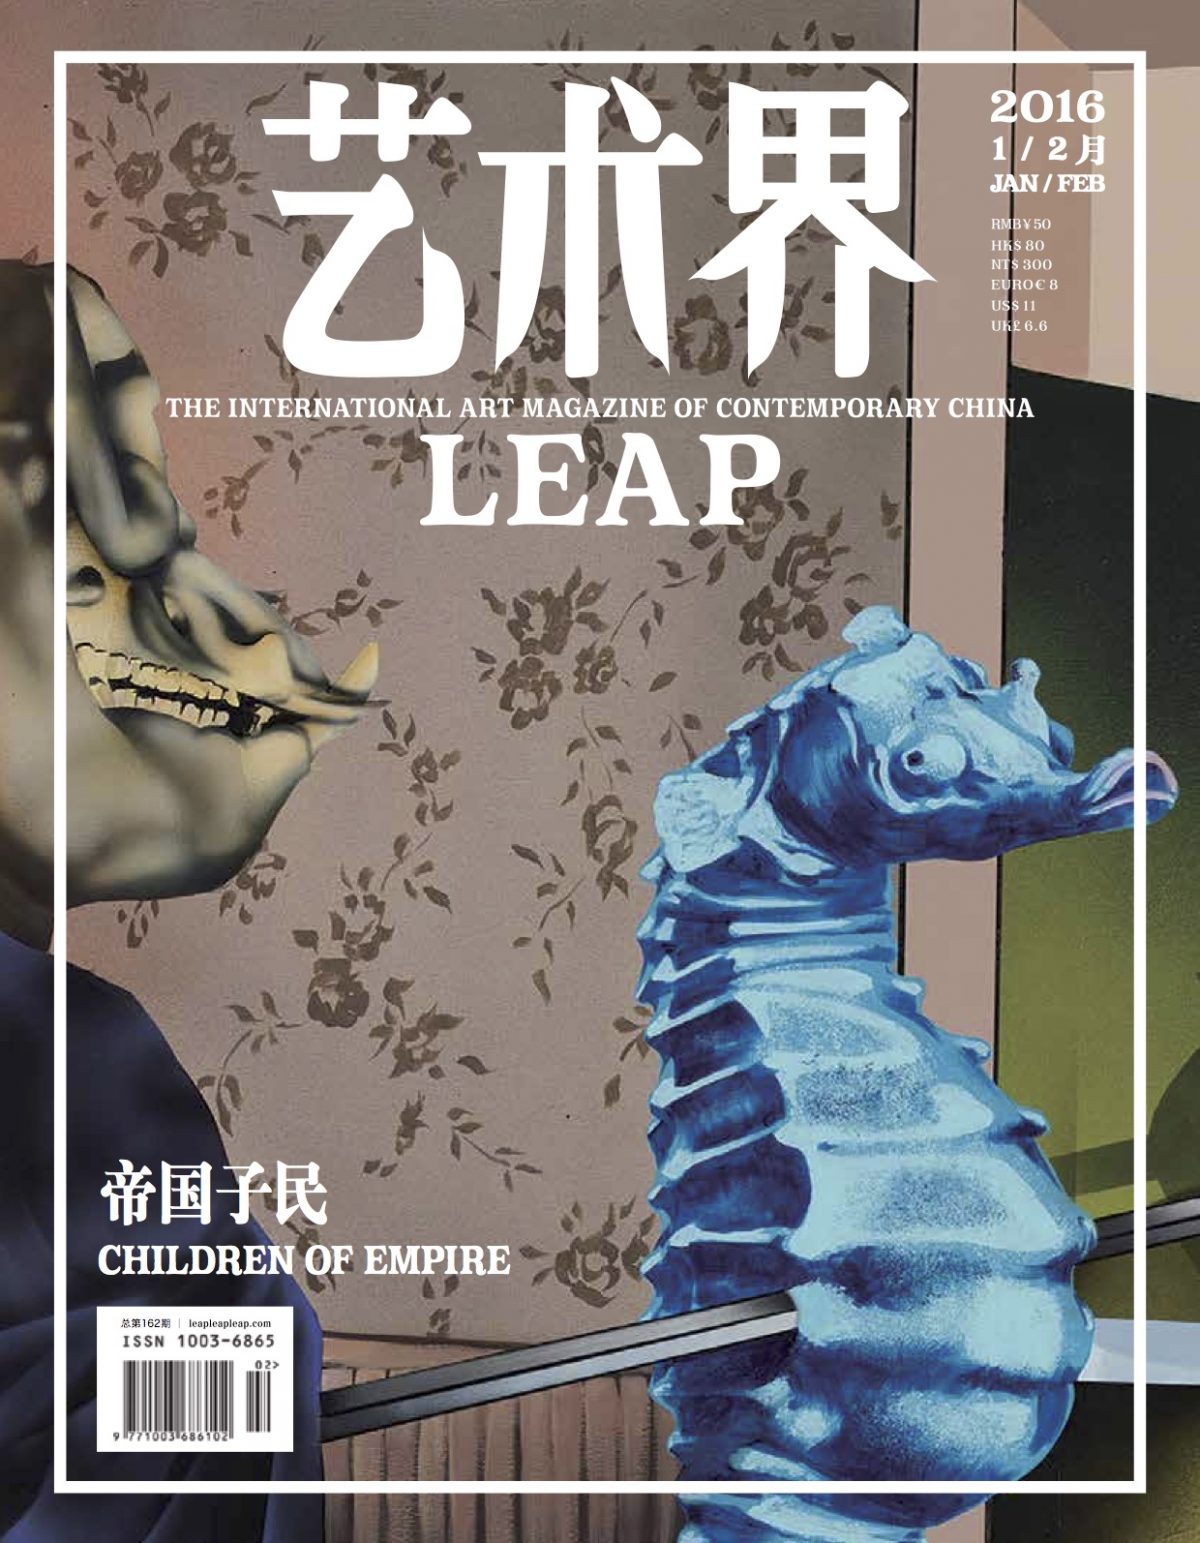 艺术界
2016
1 / 2 月
JAN / FEB
RMB¥50
HK$ 80
NT$ 300
EURO€ 8
US$ 11
UK£ 6.6
THE INTERNATIONAL ART MAGAZINE OF CONTEMPORARY CHINA
LEAP
帝国子民
CHILDREN OF EMPIRE
总第162期 | leapleapleap.com
ISSN 1003-6865
02>
9 771003 686102